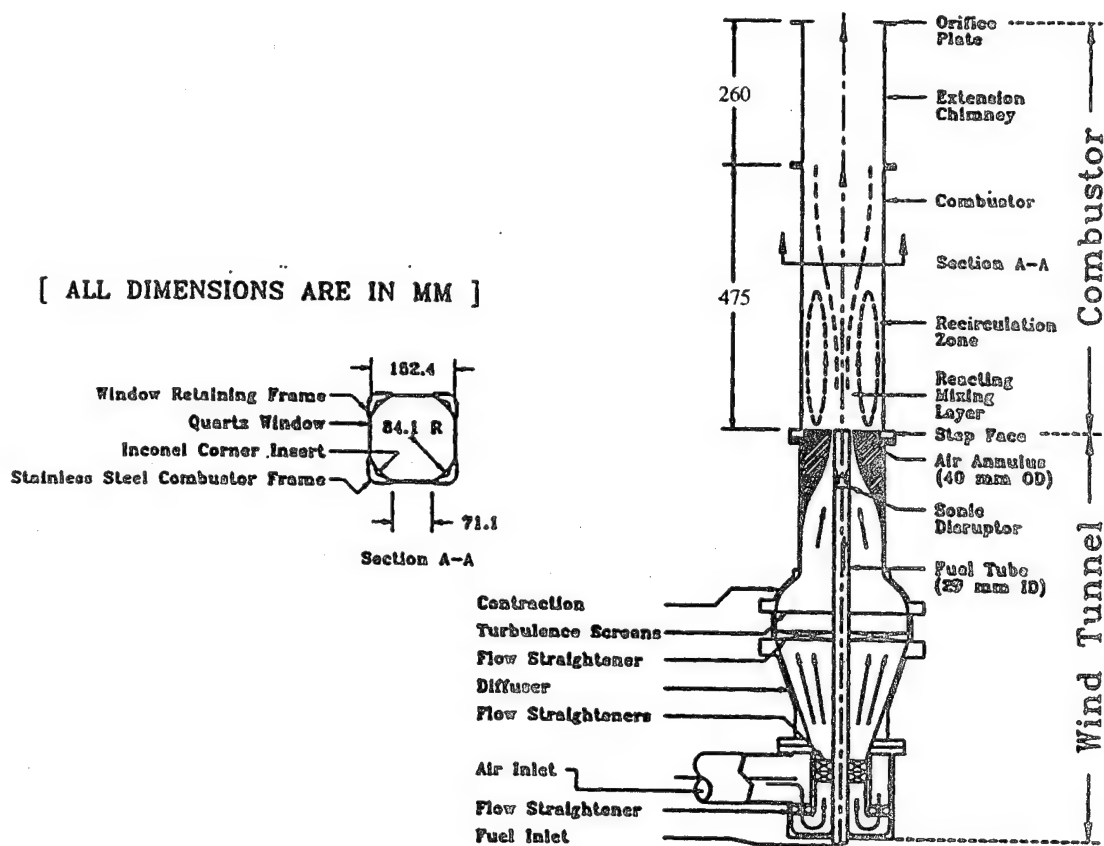 Orifice
Plate
260
Extension
Chimney
Combustor
Section A-A
[ ALL DIMENSIONS ARE IN MM ]
475
Recirculation
Zone
Reacting
Mixing
Layer
Step Face
Air Annulus
(40 mm OD)
Sonic
Disruptor
Fuel Tube
(29 mm ID)
Combustor
Wind Tunnel
152.4
Window Retaining Frame
Quartz Window
84.1 R
Inconel Corner Insert
Stainless Steel Combustor Frame
71.1
Section A-A
Contraction
Turbulence Screens
Flow Straightener
Diffuser
Flow Straighteners
Air Inlet
Flow Straightener
Fuel Inlet